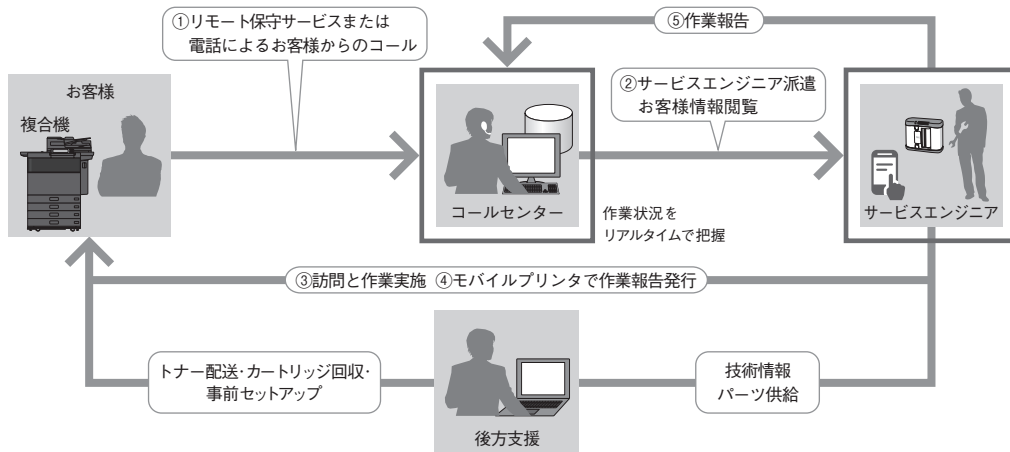 ①リモート保守サービスまたは
電話によるお客様からのコール
⑤作業報告
お客様
複合機
②サービスエンジニア派遣
お客様情報閲覧
コールセンター
作業状況を
リアルタイムで把握
サービスエンジニア
③訪問と作業実施 ④モバイルプリンタで作業報告発行
トナー配送・カートリッジ回収・
事前セットアップ
技術情報
パーツ供給
後方支援